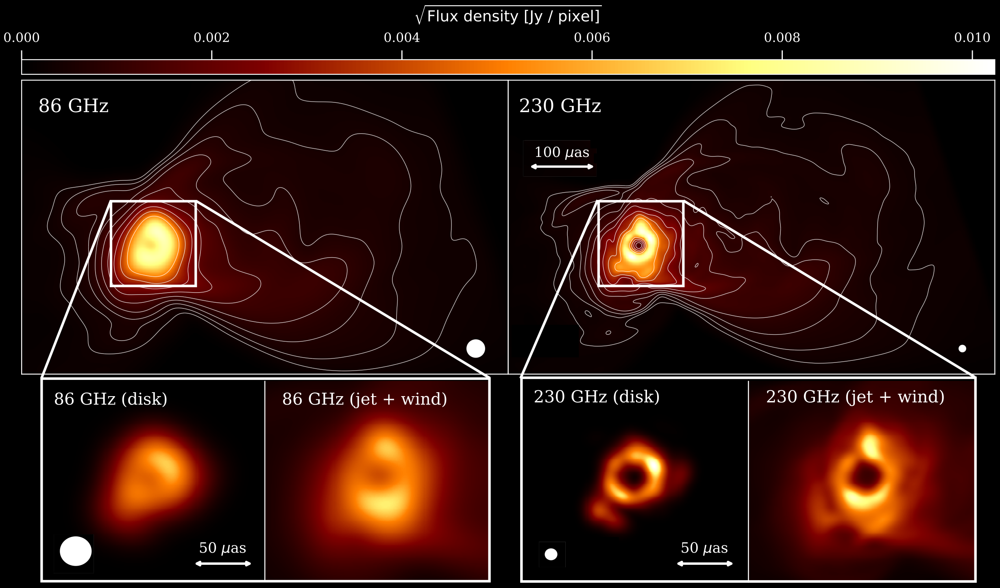 √Flux density [Jy / pixel]
0.000 0.002 0.004 0.006 0.008 0.010
86 GHz
230 GHz
100 μas
86 GHz (disk)
86 GHz (jet + wind)
50 μas
230 GHz (disk)
230 GHz (jet + wind)
50 μas